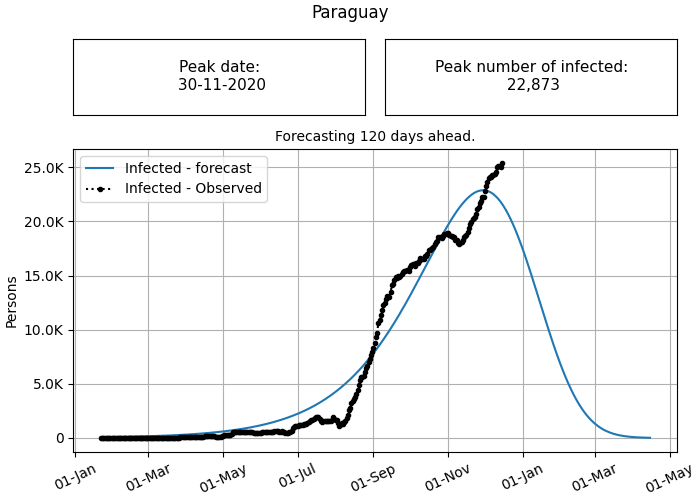 Paraguay
Peak date:
30-11-2020
Peak number of infected:
22,873
Forecasting 120 days ahead.
Infected - forecast
Infected - Observed
Persons
25.0K
20.0K
15.0K
10.0K
5.0K
0
01-Jan
01-Mar
01-May
01-Jul
01-Sep
01-Nov
01-Jan
01-Mar
01-May